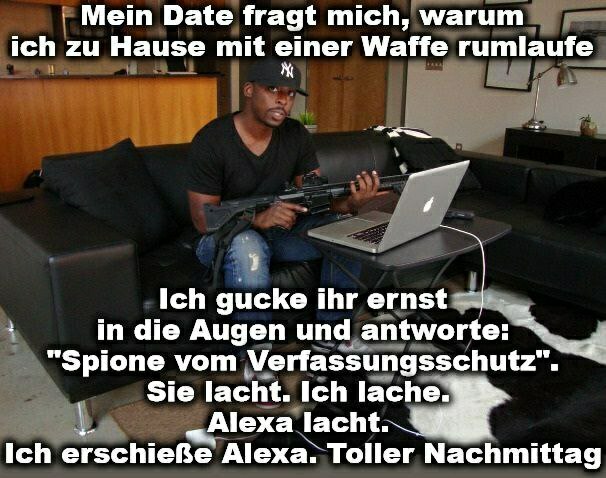 Mein Date fragt mich, warum
ich zu Hause mit einer Waffe rumlaufe
NY
Ich gucke ihr ernst
in die Augen und antworte:
"Spione vom Verfassungsschutz".
Sie lacht. Ich lache.
Alexa lacht.
Ich erschieße Alexa. Toller Nachmittag